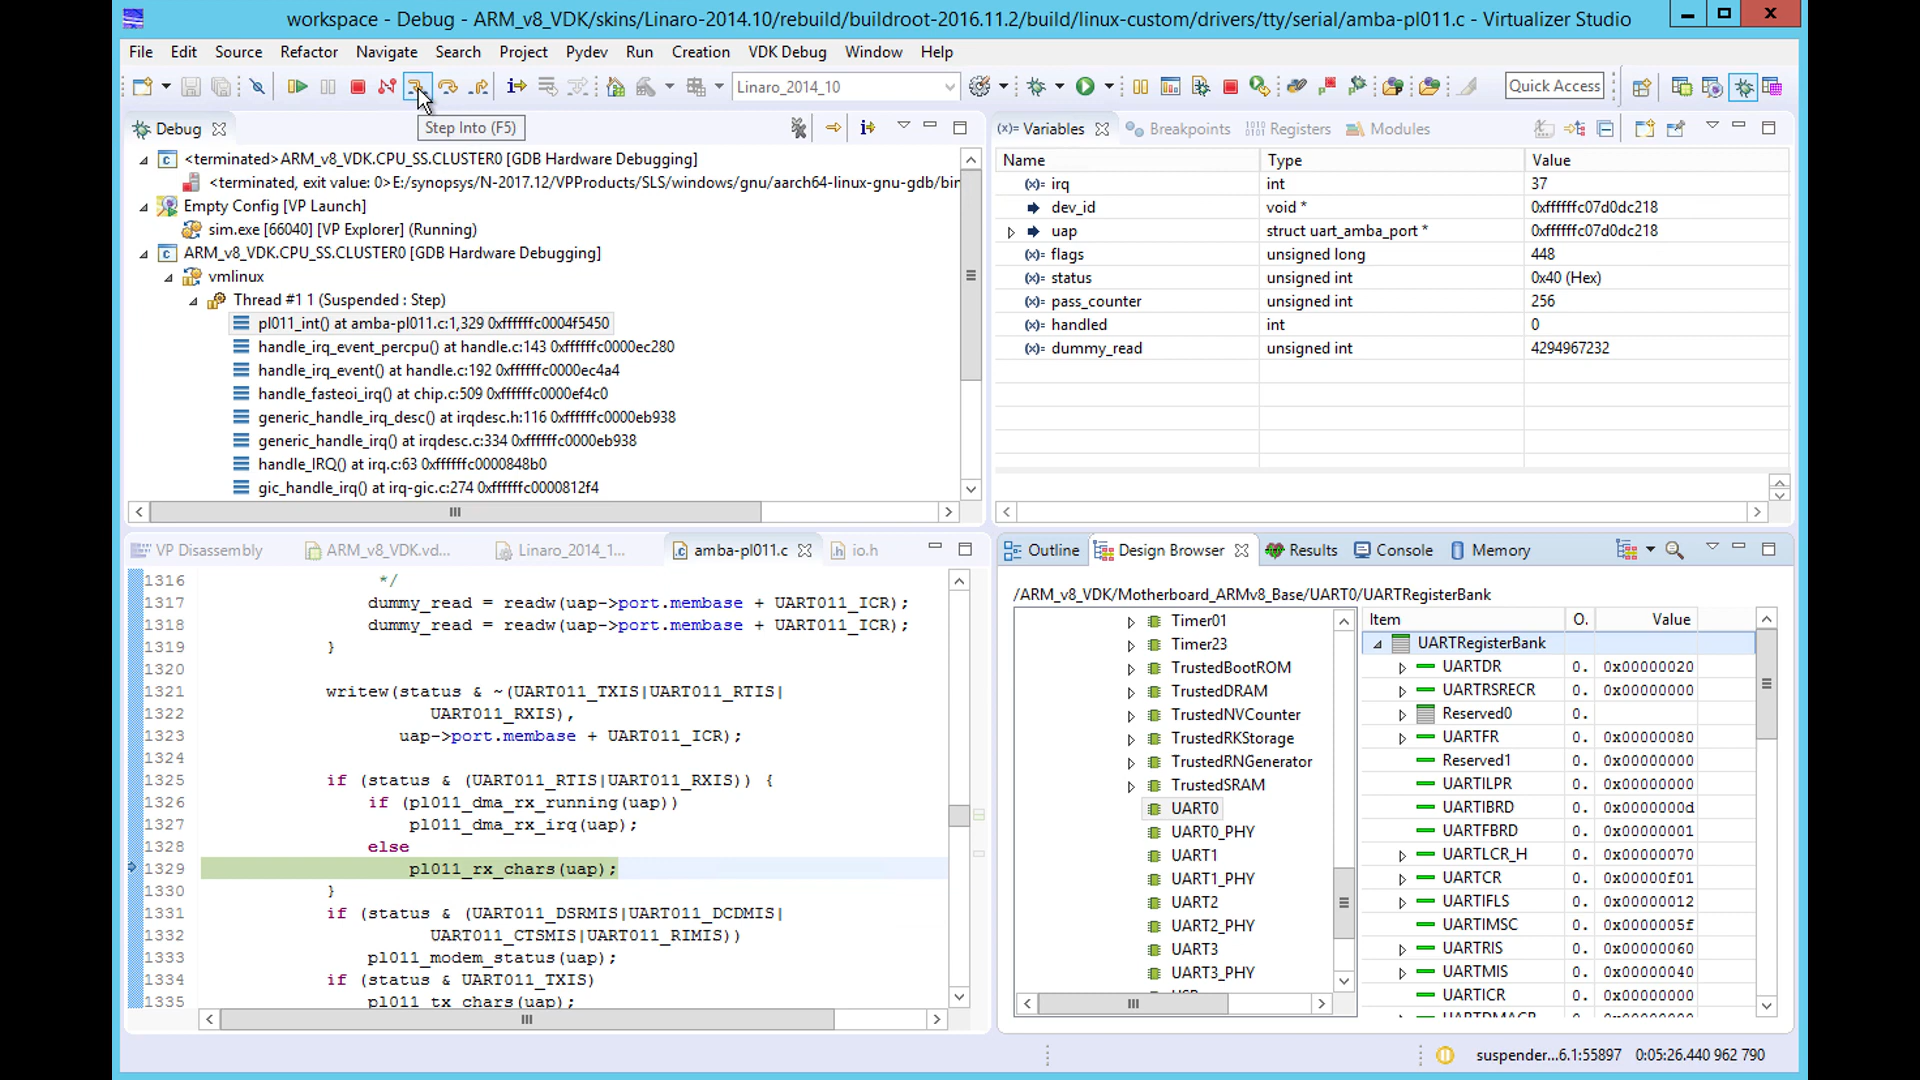 workspace - Debug - ARM_v8_VDK/skins/Linaro-2014.10/rebuild/buildroot-2016.11.2/build/linux-custom/drivers/tty/serial/amba-pl011.c - Virtualizer Studio
File Edit Source Refactor Navigate Search Project Pydev Run Creation VDK Debug Window Help
Linaro_2014_10
Quick Access
Step Into (F5)
Debug
<terminated>ARM_v8_VDK.CPU_SS.CLUSTER0 [GDB Hardware Debugging]
<terminated, exit value: 0>E:/synopsys/N-2017.12/VPProducts/SLS/windows/gnu/aarch64-linux-gnu-gdb/bin
Empty Config [VP Launch]
sim.exe [66040] [VP Explorer] (Running)
ARM_v8_VDK.CPU_SS.CLUSTER0 [GDB Hardware Debugging]
vmlinux
Thread #1 1 (Suspended : Step)
pl011_int() at amba-pl011.c:1,329 0xffffffc0004f5450
handle_irq_event_percpu() at handle.c:143 0xffffffc0000ec280
handle_irq_event() at handle.c:192 0xffffffc0000ec4a4
handle_fasteoi_irq() at chip.c:509 0xffffffc0000ef4c0
generic_handle_irq_desc() at irqdesc.h:116 0xffffffc0000eb938
generic_handle_irq() at irqdesc.c:334 0xffffffc0000eb938
handle_IRQ() at irq.c:63 0xffffffc0000848b0
gic_handle_irq() at irq-gic.c:274 0xffffffc0000812f4
(x)= Variables Breakpoints Registers Modules
Name Type Value
(x)= irq int 37
dev_id void * 0xffffffc07d0dc218
uap struct uart_amba_port * 0xffffffc07d0dc218
(x)= flags unsigned long 448
(x)= status unsigned int 0x40 (Hex)
(x)= pass_counter unsigned int 256
(x)= handled int 0
(x)= dummy_read unsigned int 4294967232
VP Disassembly ARM_v8_VDK.vd... Linaro_2014_1... amba-pl011.c io.h
1316 */
1317 dummy_read = readw(uap->port.membase + UART011_ICR);
1318 dummy_read = readw(uap->port.membase + UART011_ICR);
1319 }
1320
1321 writew(status & ~(UART011_TXIS|UART011_RTIS|
1322 UART011_RXIS),
1323 uap->port.membase + UART011_ICR);
1324
1325 if (status & (UART011_RTIS|UART011_RXIS)) {
1326 if (pl011_dma_rx_running(uap))
1327 pl011_dma_rx_irq(uap);
1328 else
1329 pl011_rx_chars(uap);
1330 }
1331 if (status & (UART011_DSRMIS|UART011_DCDMIS|
1332 UART011_CTSMIS|UART011_RIMIS))
1333 pl011_modem_status(uap);
1334 if (status & UART011_TXIS)
1335 pl011_tx_chars(uap);
Outline Design Browser Results Console Memory
/ARM_v8_VDK/Motherboard_ARMv8_Base/UART0/UARTRegisterBank
Timer01
Timer23
TrustedBootROM
TrustedDRAM
TrustedNVCounter
TrustedRKStorage
TrustedRNGenerator
TrustedSRAM
UART0
UART0_PHY
UART1
UART1_PHY
UART2
UART2_PHY
UART3
UART3_PHY
Item O. Value
UARTRegisterBank
UARTDR 0. 0x00000020
UARTRSRECR 0. 0x00000000
Reserved0 0.
UARTFR 0. 0x00000080
Reserved1 0. 0x00000000
UARTILPR 0. 0x00000000
UARTIBRD 0. 0x0000000d
UARTFBRD 0. 0x00000001
UARTLCR_H 0. 0x00000070
UARTCR 0. 0x00000f01
UARTIFLS 0. 0x00000012
UARTIMSC 0. 0x0000005f
UARTRIS 0. 0x00000060
UARTMIS 0. 0x00000040
UARTICR 0. 0x00000000
UARTDMACR 0. 0x00000000
suspender...6.1:55897 0:05:26.440 962 790